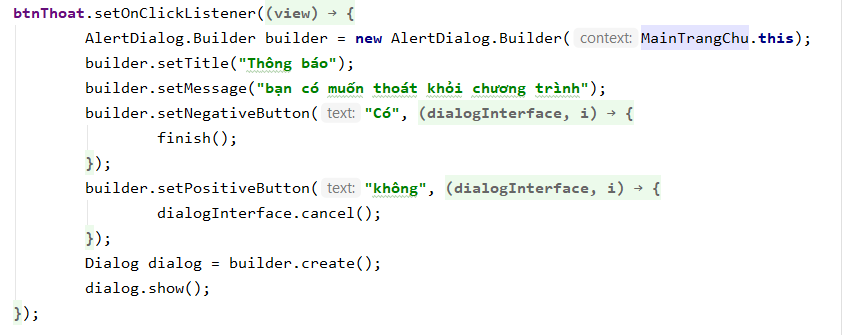 btnThoat.setOnClickListener((view) → {
        AlertDialog.Builder builder = new AlertDialog.Builder( context: MainTrangChu.this);
        builder.setTitle("Thông báo");
        builder.setMessage("bạn có muốn thoát khỏi chương trình");
        builder.setNegativeButton( text: "Có", (dialogInterface, i) → {
                finish();
        });
        builder.setPositiveButton( text: "không", (dialogInterface, i) → {
                dialogInterface.cancel();
        });
        Dialog dialog = builder.create();
        dialog.show();
});